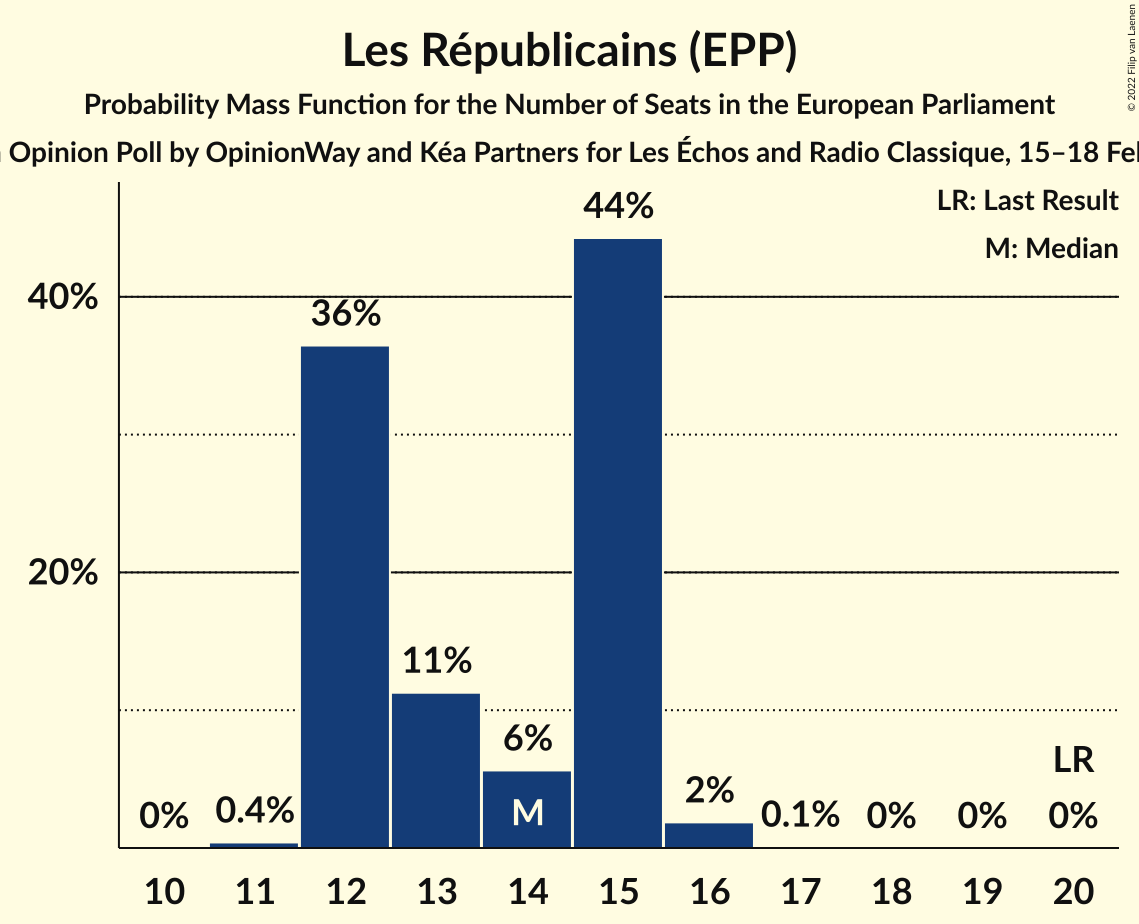 Les Républicains (EPP)
Probability Mass Function for the Number of Seats in the European Parliament
Opinion Poll by OpinionWay and Kéa Partners for Les Échos and Radio Classique, 15–18
© 2022 Filip van Laenen
LR: Last Result
M: Median
44%
40%
36%
20%
11%
6%
LR
M
0% 0.4% 2% 0.1% 0% 0% 0%
10 11 12 13 14 15 16 17 18 19 20